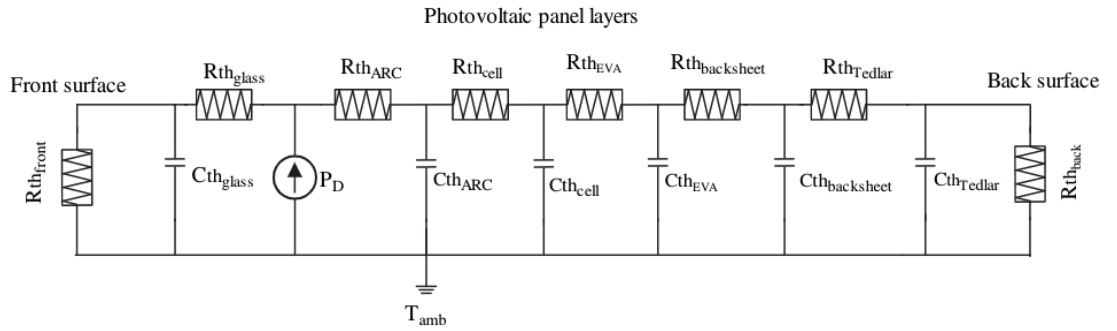 Photovoltaic panel layers
Front surface
Rth_glass
Rth_ARC
Rth_cell
Rth_EVA
Rth_backsheet
Rth_Tedlar
Back surface
Rth_front
Cth_glass
P_D
Cth_ARC
Cth_cell
Cth_EVA
Cth_backsheet
Cth_Tedlar
Rth_back
T_amb